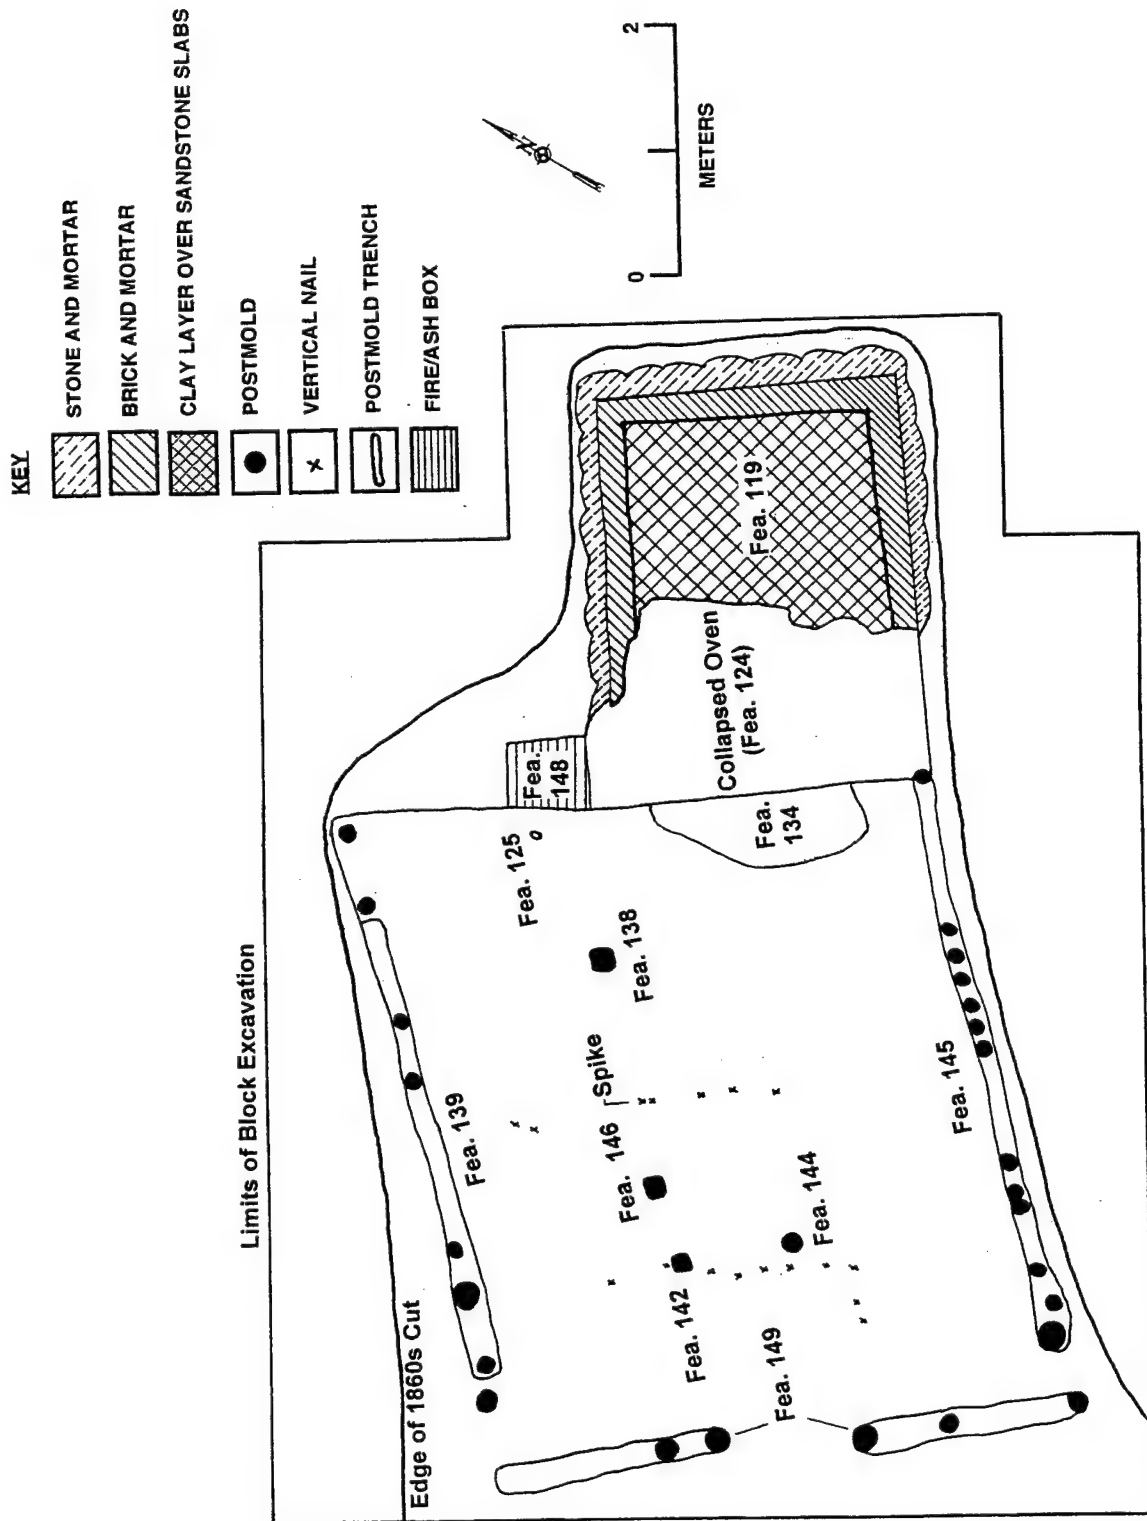 KEY
STONE AND MORTAR
BRICK AND MORTAR
CLAY LAYER OVER SANDSTONE SLABS
POSTMOLD
VERTICAL NAIL
POSTMOLD TRENCH
FIRE/ASH BOX
N
0
2
METERS
Limits of Block Excavation
Edge of 1860s Cut
Fea. 139
Fea. 125
Fea.
148
Fea. 119
Collapsed Oven
(Fea. 124)
Fea.
134
Fea. 138
Spike
Fea. 146
Fea. 142
Fea. 144
Fea. 149
Fea. 145